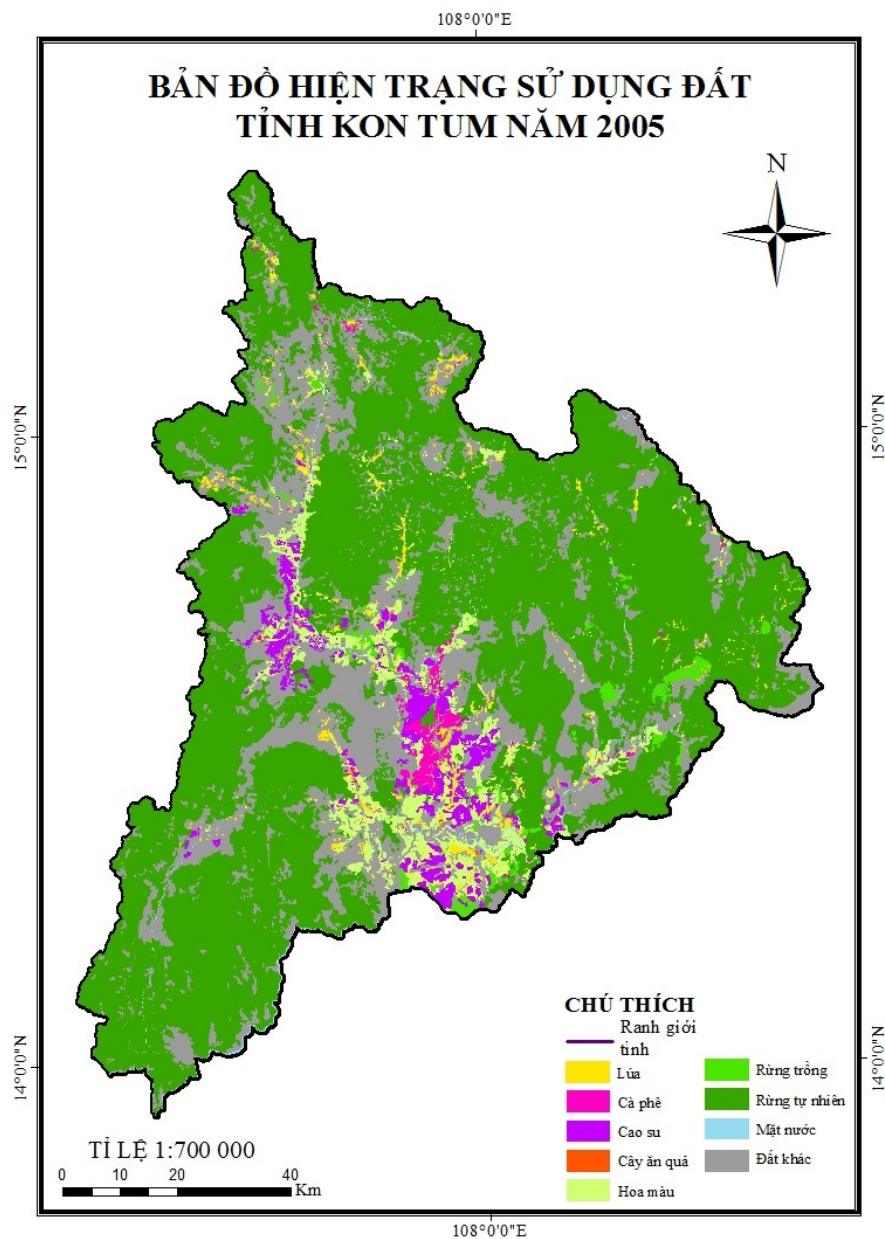 108°0'0"E
BẢN ĐỒ HIỆN TRẠNG SỬ DỤNG ĐẤT
TỈNH KON TUM NĂM 2005
N
15°0'0"N
15°0'0"N
14°0'0"N
14°0'0"N
CHÚ THÍCH
Ranh giới
tỉnh
Lúa
Cà phê
Cao su
Cây ăn quả
Hoa màu
Rừng trồng
Rừng tự nhiên
Mặt nước
Đất khác
TỈ LỆ 1:700 000
0 10 20 40
Km
108°0'0"E